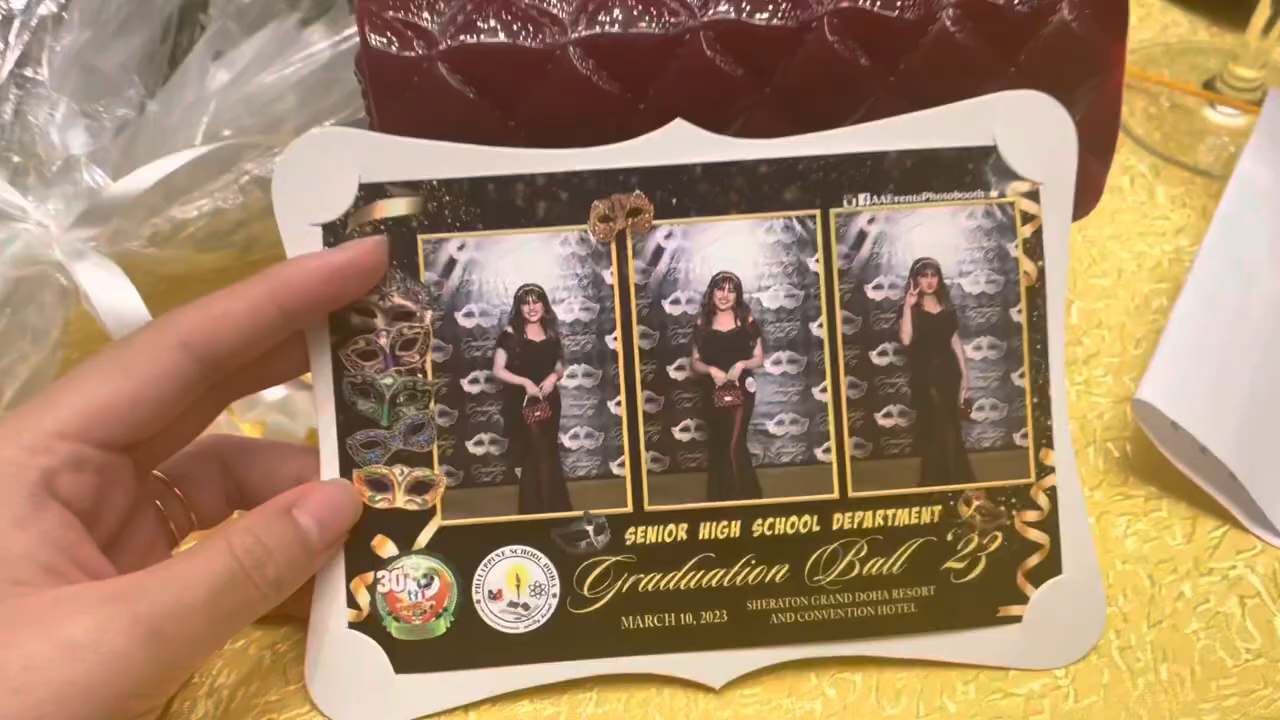 AAEventsPhotobooth
SENIOR HIGH SCHOOL DEPARTMENT
Graduation Ball '23
MARCH 10, 2023
SHERATON GRAND DOHA RESORT
AND CONVENTION HOTEL
30th
PHILIPPINE SCHOOL DOHA